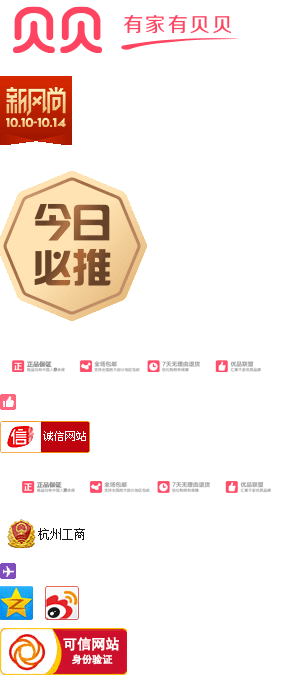 贝贝
有家有贝贝
新风尚
10.10-10.14
今日
必推
正 正品保证 全场包邮 7天无理由退货 优品联盟
信 诚信网站
正 正品保证 全场包邮 7天无理由退货 优品联盟
杭州工商
可信网站
身份验证